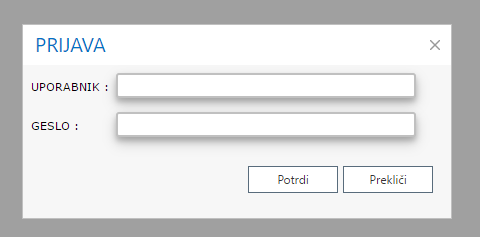 PRIJAVA
UPORABNIK :
GESLO :
Potrdi Prekliči